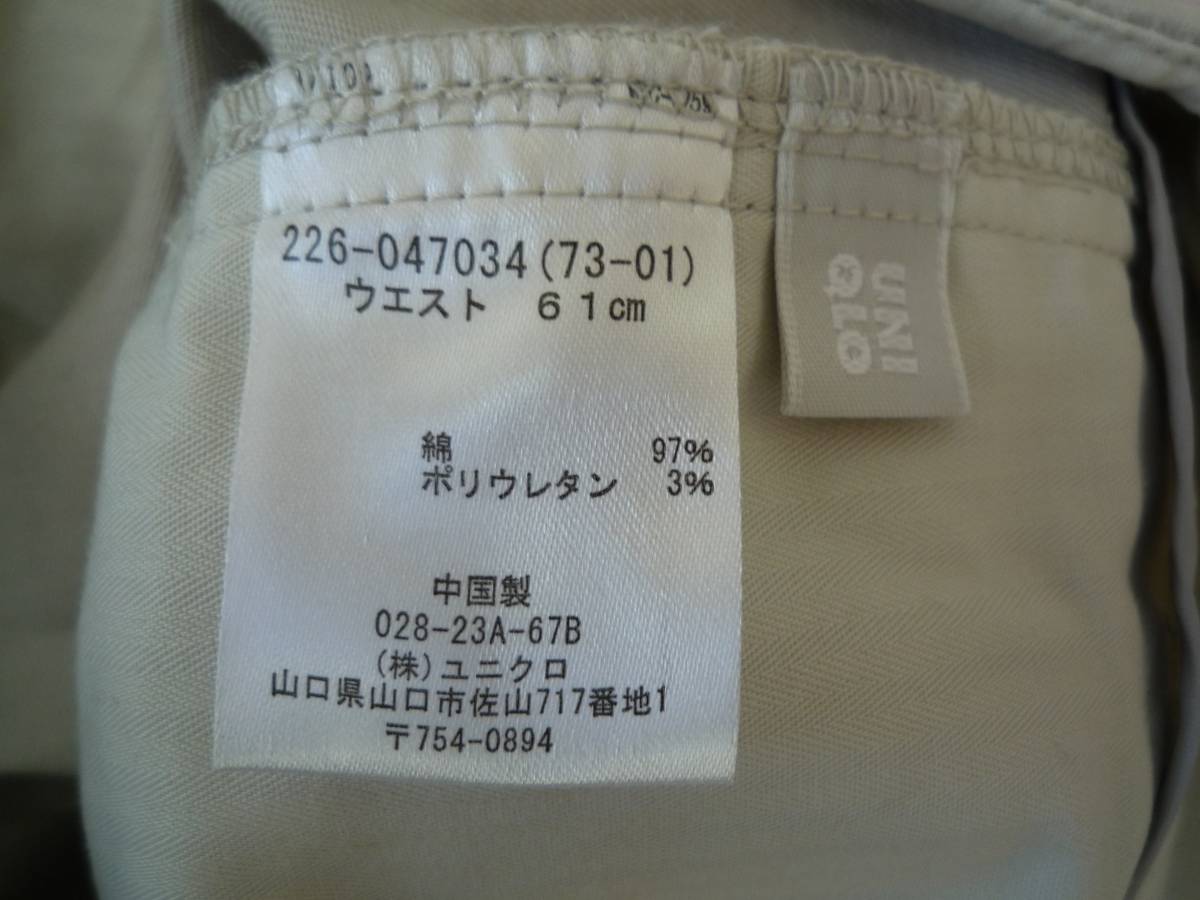 226-047034(73-01)
ウエスト 61cm
綿 97%
ポリウレタン 3%
中国製
028-23A-67B
(株)ユニクロ
山口県山口市佐山717番地1
〒754-0894
UNI
QLO